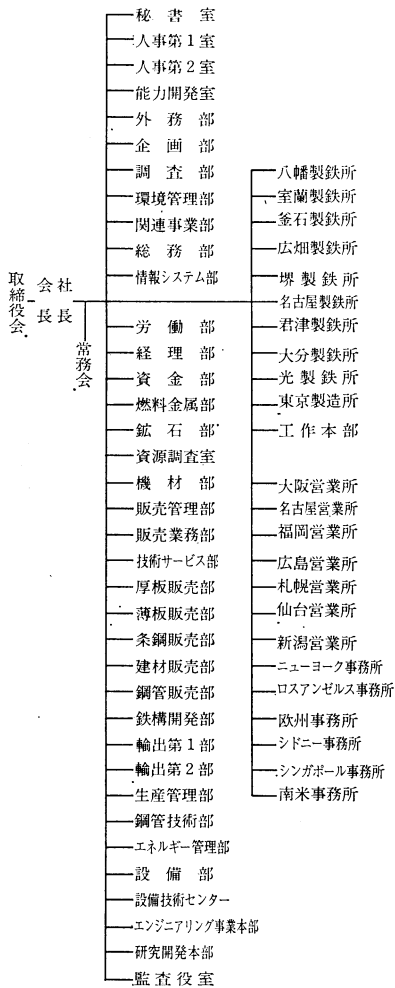 取締役会
会長
社長
常務会
秘書室
人事第1室
人事第2室
能力開発室
外務部
企画部
調査部
環境管理部
関連事業部
総務部
情報システム部
労働部
経理部
資金部
燃料金属部
鉱石部
資源調査室
機材部
販売管理部
販売業務部
技術サービス部
厚板販売部
薄板販売部
条鋼販売部
建材販売部
鋼管販売部
鉄構開発部
輸出第1部
輸出第2部
生産管理部
鋼管技術部
エネルギー管理部
設備部
設備技術センター
エンジニアリング事業本部
研究開発本部
監査役室
八幡製鉄所
室蘭製鉄所
釜石製鉄所
広畑製鉄所
堺製鉄所
名古屋製鉄所
君津製鉄所
大分製鉄所
光製鉄所
東京製造所
工作本部
大阪営業所
名古屋営業所
福岡営業所
広島営業所
札幌営業所
仙台営業所
新潟営業所
ニューヨーク事務所
ロスアンゼルス事務所
欧州事務所
シドニー事務所
シンガポール事務所
南米事務所